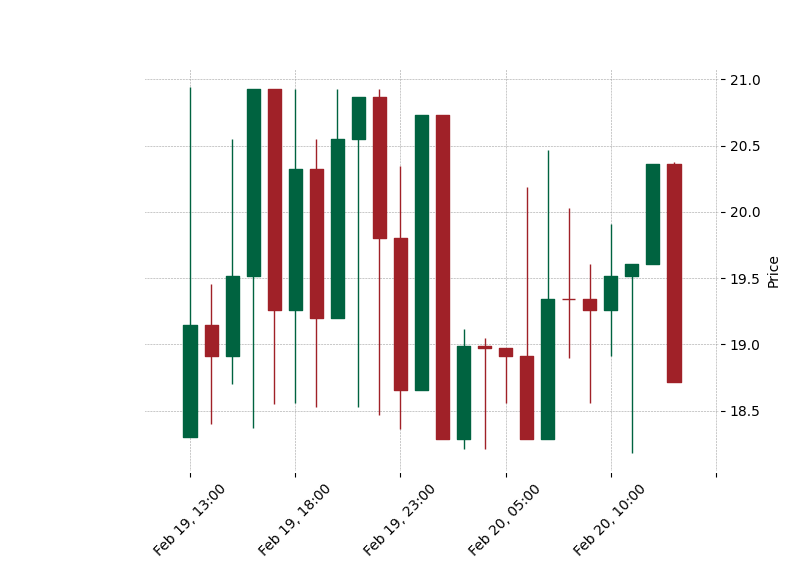 21.0
20.5
20.0
19.5
19.0
18.5
Price
Feb 19, 13:00
Feb 19, 18:00
Feb 19, 23:00
Feb 20, 05:00
Feb 20, 10:00